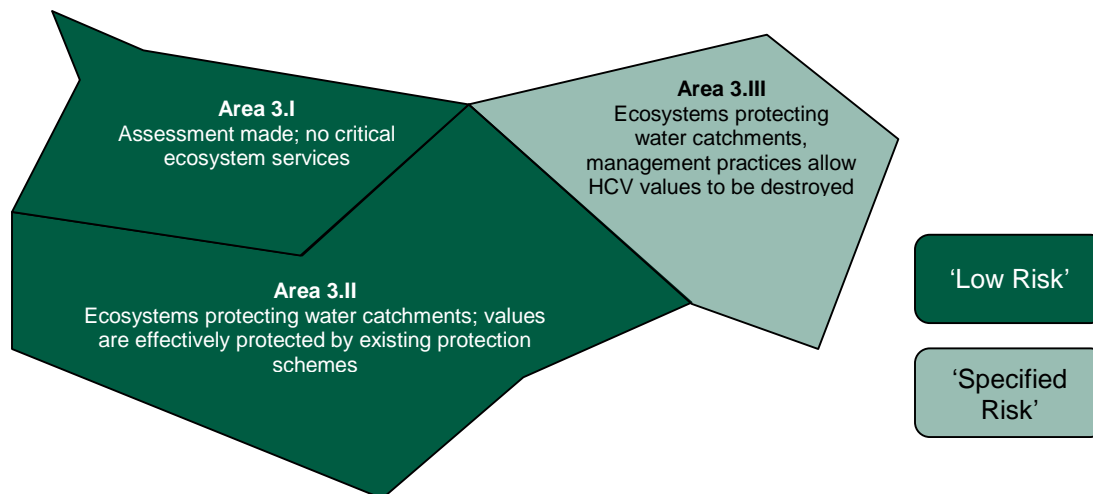 Area 3.I
Assessment made; no critical
ecosystem services
Area 3.III
Ecosystems protecting
water catchments,
management practices allow
HCV values to be destroyed
Area 3.II
Ecosystems protecting water catchments; values
are effectively protected by existing protection
schemes
‘Low Risk’
‘Specified
Risk’